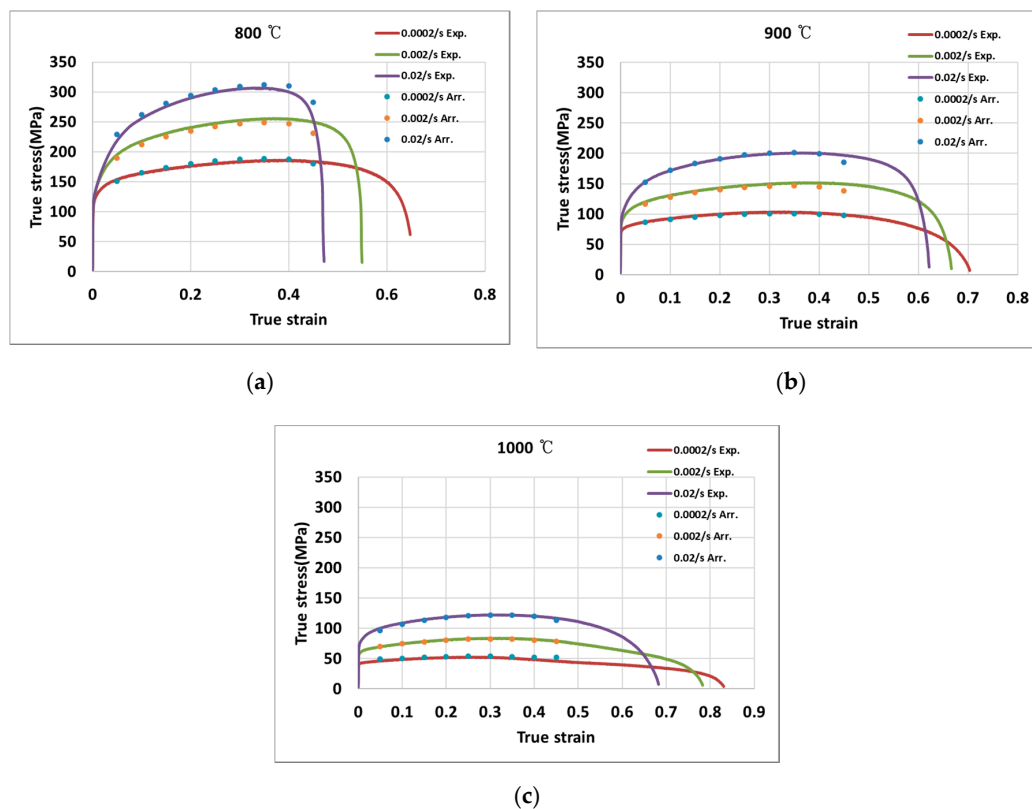 800 ℃
0.0002/s Exp.
0.002/s Exp.
0.02/s Exp.
0.0002/s Arr.
0.002/s Arr.
0.02/s Arr.
True stress(MPa)
350
300
250
200
150
100
50
0
0 0.2 0.4 0.6 0.8
True strain
(a)
900 ℃
0.0002/s Exp.
0.002/s Exp.
0.02/s Exp.
0.0002/s Arr.
0.002/s Arr.
0.02/s Arr.
True stress(MPa)
350
300
250
200
150
100
50
0
0 0.1 0.2 0.3 0.4 0.5 0.6 0.7 0.8
True strain
(b)
1000 ℃
0.0002/s Exp.
0.002/s Exp.
0.02/s Exp.
0.0002/s Arr.
0.002/s Arr.
0.02/s Arr.
True stress(MPa)
350
300
250
200
150
100
50
0
0 0.1 0.2 0.3 0.4 0.5 0.6 0.7 0.8 0.9
True strain
(c)